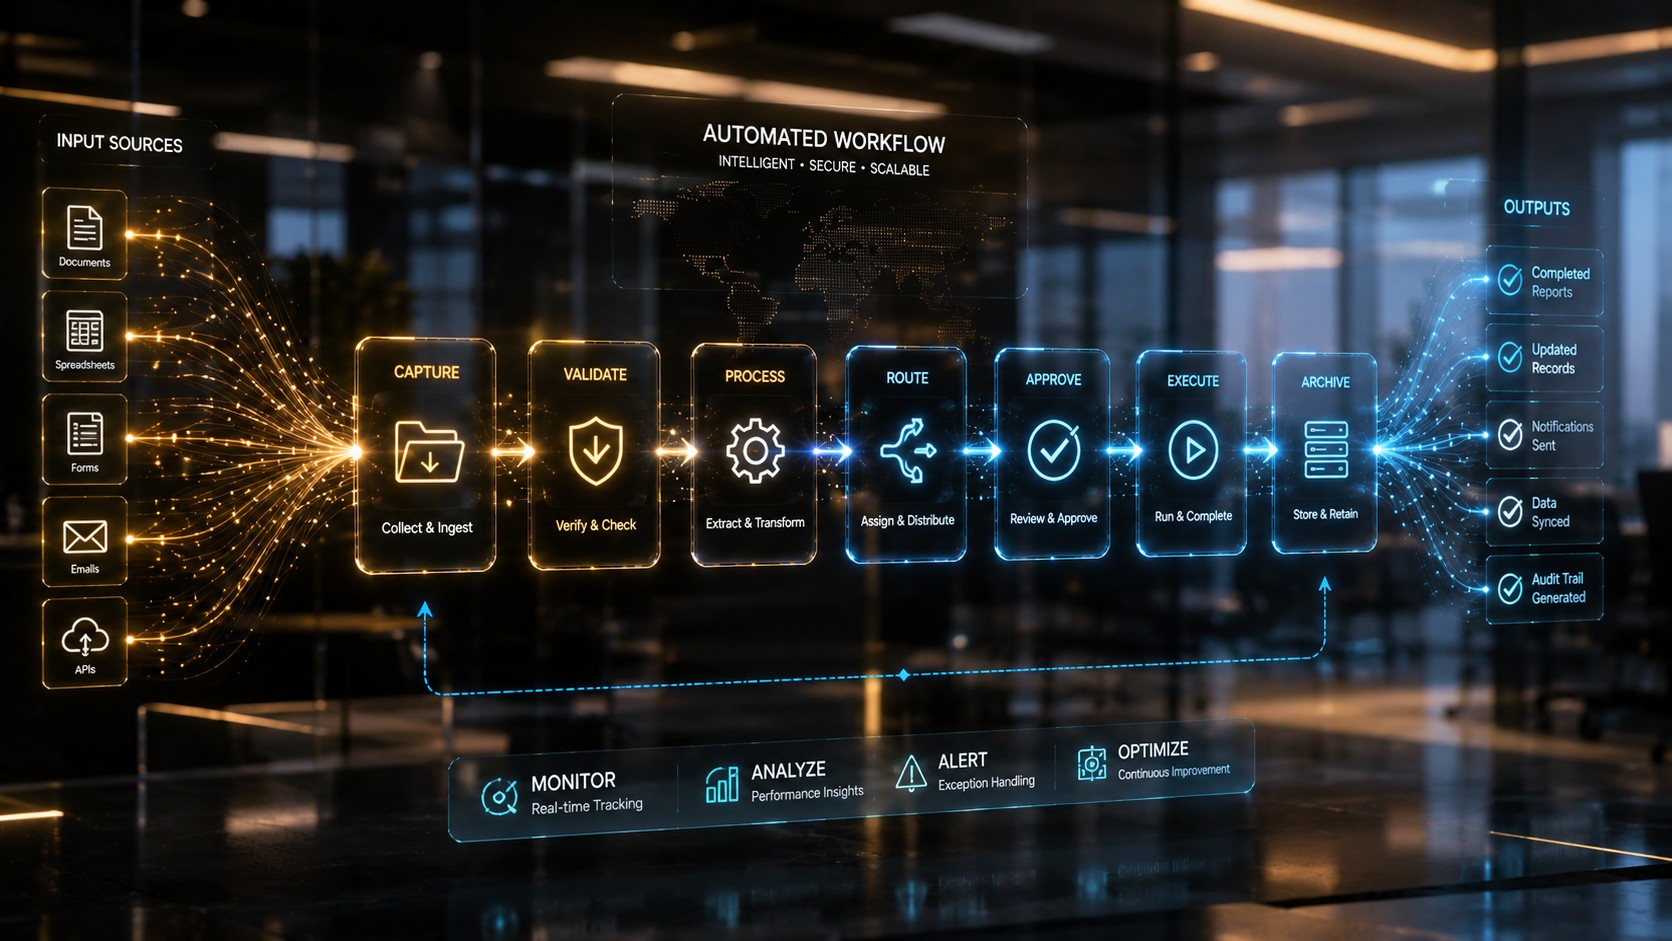 AUTOMATED WORKFLOW
INTELLIGENT • SECURE • SCALABLE
INPUT SOURCES
Documents
Spreadsheets
Forms
Emails
APIs
CAPTURE
Collect & Ingest
VALIDATE
Verify & Check
PROCESS
Extract & Transform
ROUTE
Assign & Distribute
APPROVE
Review & Approve
EXECUTE
Run & Complete
ARCHIVE
Store & Retain
OUTPUTS
Completed
Reports
Updated
Records
Notifications
Sent
Data
Synced
Audit Trail
Generated
MONITOR
Real-time Tracking
ANALYZE
Performance Insights
ALERT
Exception Handling
OPTIMIZE
Continuous Improvement